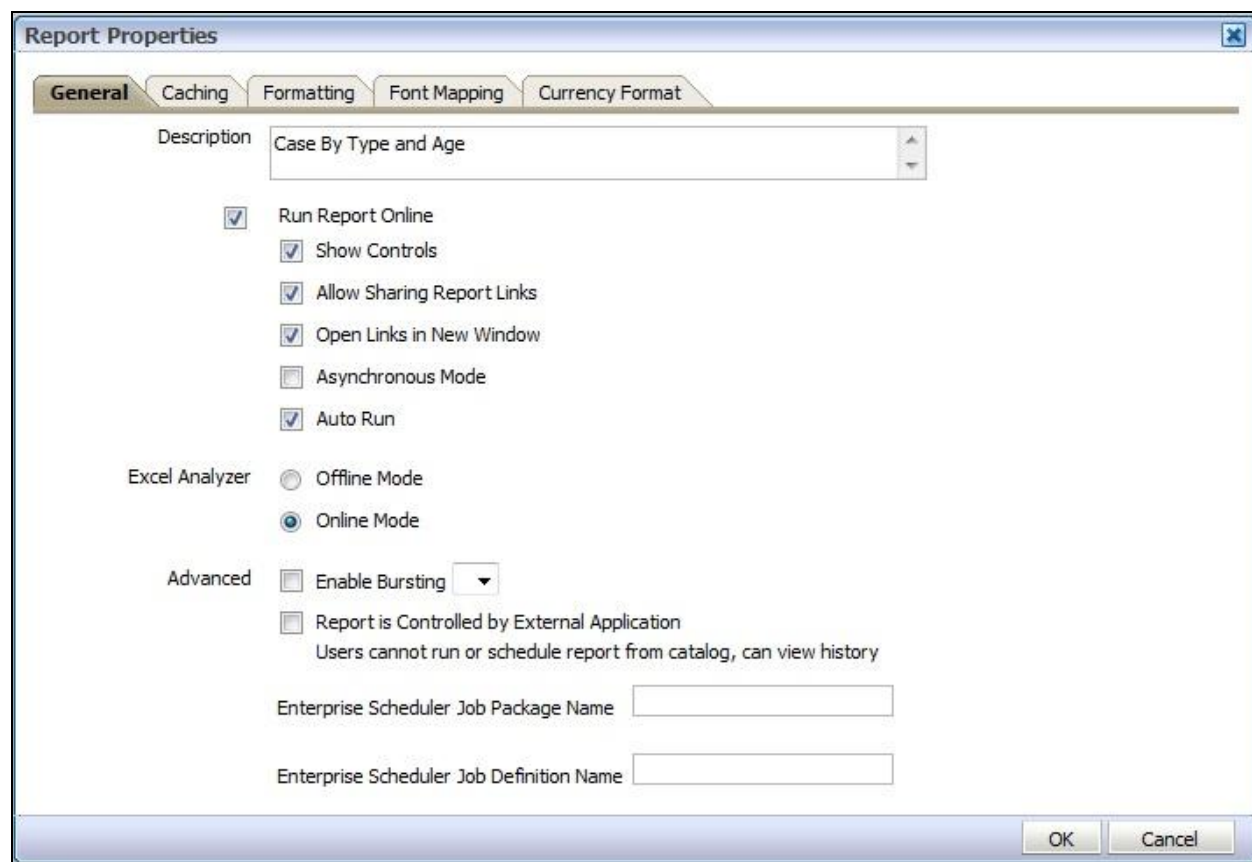 Report Properties
General Caching Formatting Font Mapping Currency Format
Description Case By Type and Age
Run Report Online
Show Controls
Allow Sharing Report Links
Open Links in New Window
Asynchronous Mode
Auto Run
Excel Analyzer Offline Mode
Online Mode
Advanced Enable Bursting
Report is Controlled by External Application
Users cannot run or schedule report from catalog, can view history
Enterprise Scheduler Job Package Name
Enterprise Scheduler Job Definition Name
OK Cancel